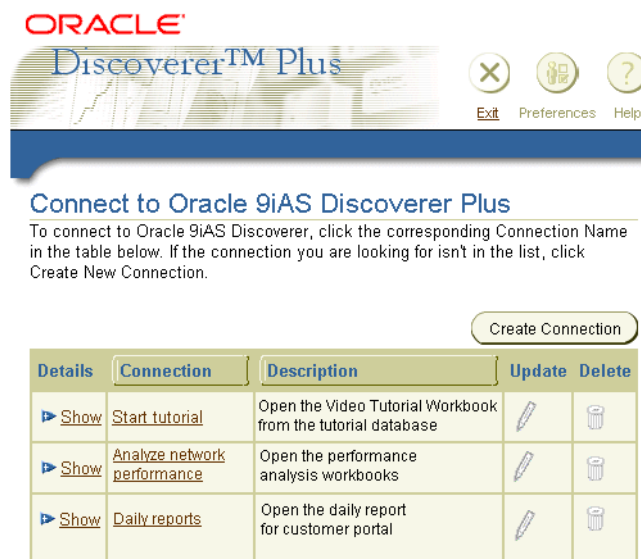 ORACLE
Discoverer™ Plus
Exit Preferences Help
Connect to Oracle 9iAS Discoverer Plus
To connect to Oracle 9iAS Discoverer, click the corresponding Connection Name
in the table below. If the connection you are looking for isn't in the list, click
Create New Connection.
Create Connection
Details Connection Description Update Delete
Show Start tutorial Open the Video Tutorial Workbook
from the tutorial database
Show Analyze network
performance Open the performance
analysis workbooks
Show Daily reports Open the daily report
for customer portal